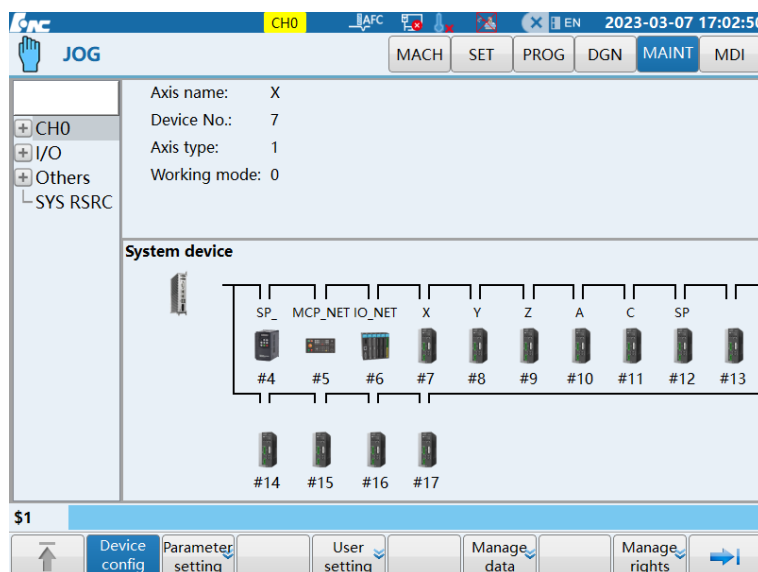 HNC CH0 AFC EN 2023-03-07 17:02:50
JOG MACH SET PROG DGN MAINT MDI
Axis name: X
Device No.: 7
Axis type: 1
Working mode: 0
CH0
I/O
Others
SYS RSRC
System device
SP_ MCP_NET IO_NET X Y Z A C SP
#4 #5 #6 #7 #8 #9 #10 #11 #12 #13
#14 #15 #16 #17
$1
Device config
Parameter setting
User setting
Manage data
Manage rights